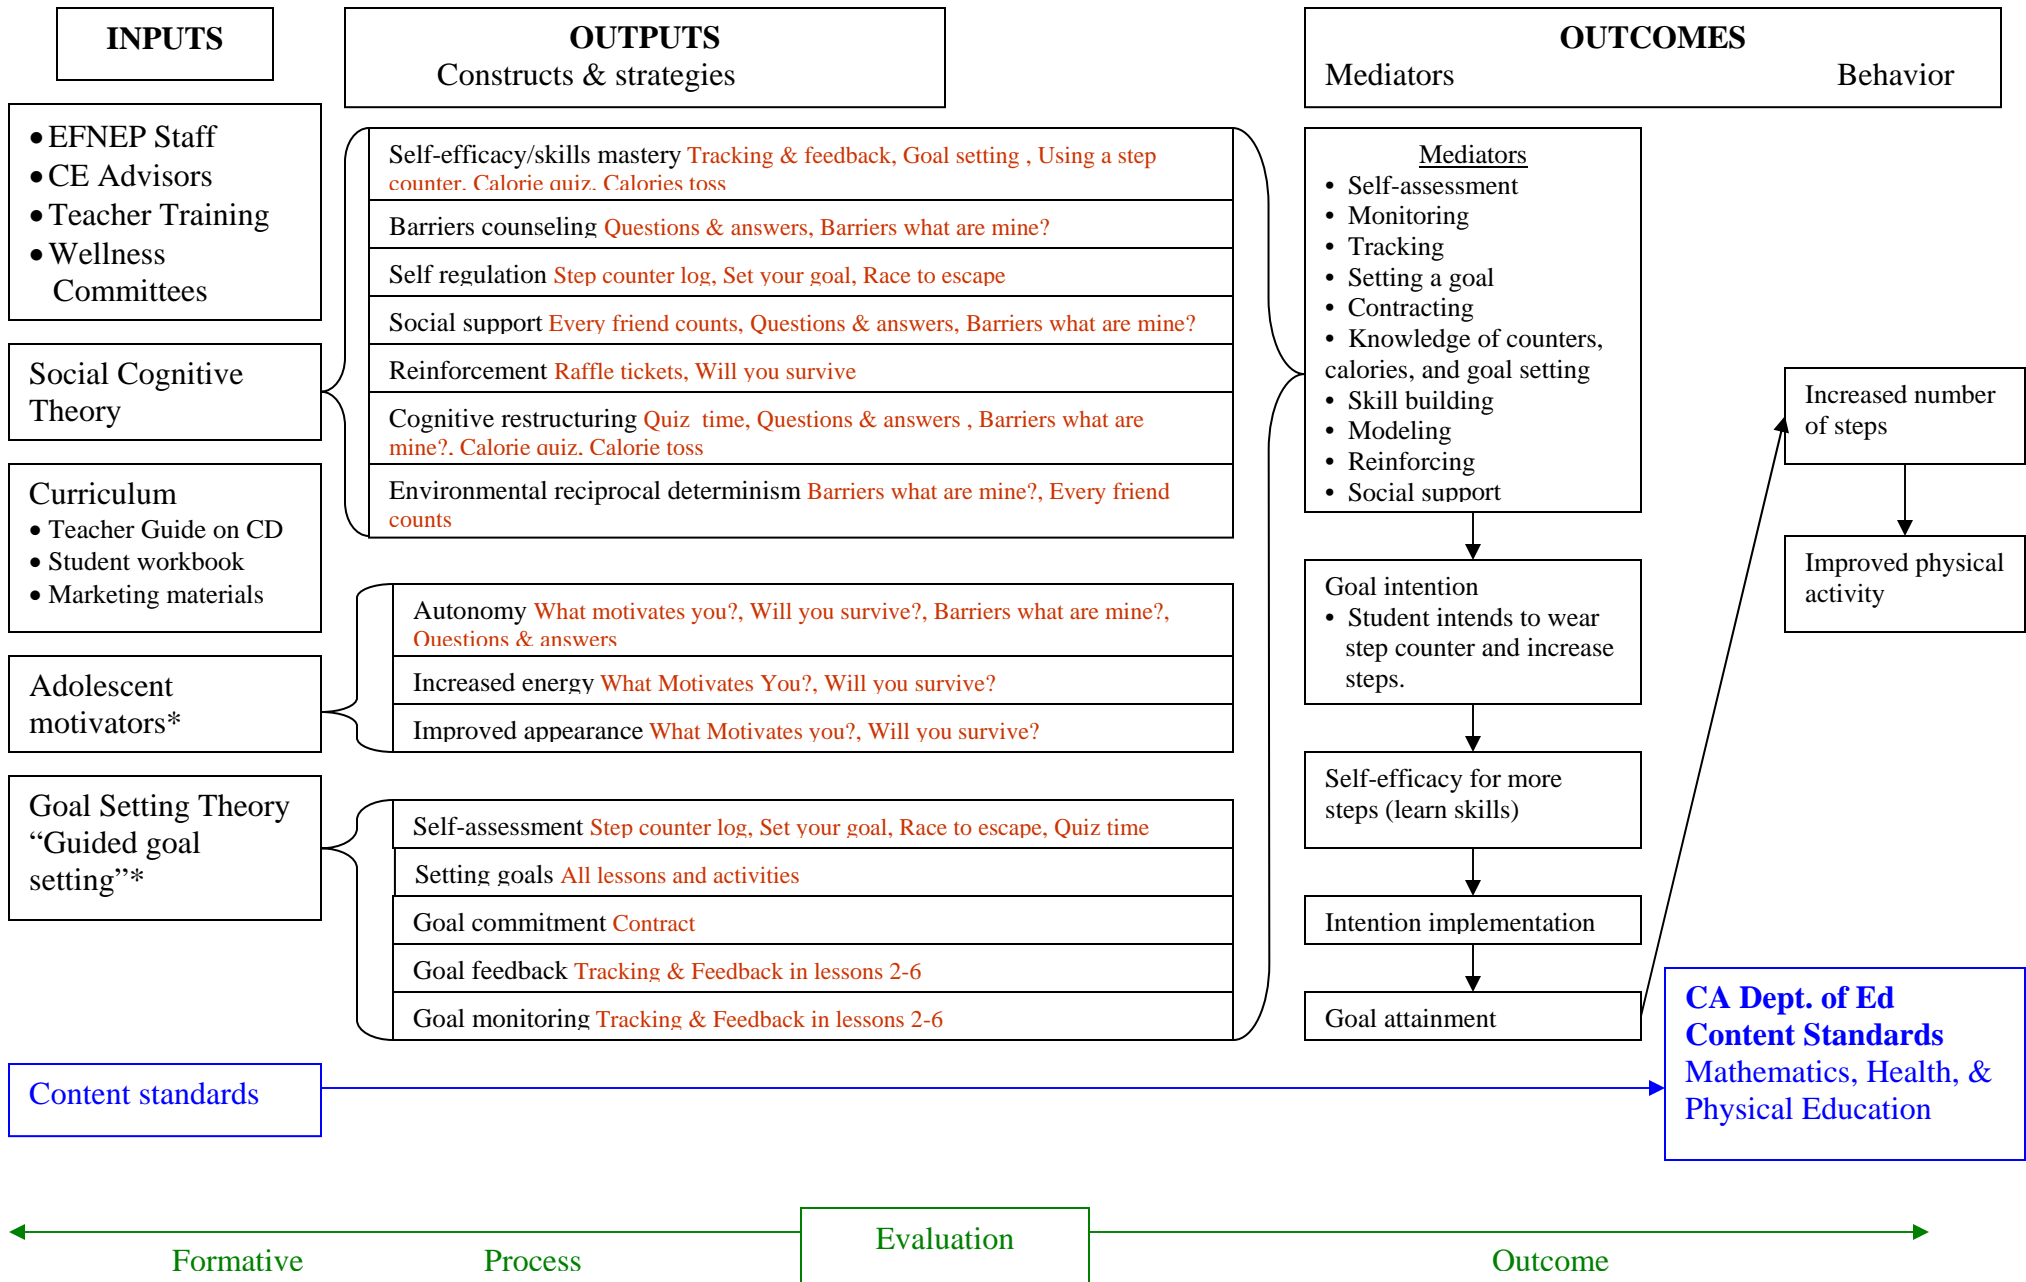 INPUTS
OUTPUTS
Constructs & strategies
OUTCOMES
Mediators Behavior
• EFNEP Staff
• CE Advisors
• Teacher Training
• Wellness
Committees
Social Cognitive
Theory
Curriculum
• Teacher Guide on CD
• Student workbook
• Marketing materials
Adolescent
motivators*
Goal Setting Theory
“Guided goal
setting”*
Content standards
Self-efficacy/skills mastery Tracking & feedback, Goal setting , Using a step
counter, Calorie quiz, Calories toss
Barriers counseling Questions & answers, Barriers what are mine?
Self regulation Step counter log, Set your goal, Race to escape
Social support Every friend counts, Questions & answers, Barriers what are mine?
Reinforcement Raffle tickets, Will you survive
Cognitive restructuring Quiz time, Questions & answers , Barriers what are
mine?, Calorie quiz, Calorie toss
Environmental reciprocal determinism Barriers what are mine?, Every friend
counts
Autonomy What motivates you?, Will you survive?, Barriers what are mine?,
Questions & answers
Increased energy What Motivates You?, Will you survive?
Improved appearance What Motivates you?, Will you survive?
Self-assessment Step counter log, Set your goal, Race to escape, Quiz time
Setting goals All lessons and activities
Goal commitment Contract
Goal feedback Tracking & Feedback in lessons 2-6
Goal monitoring Tracking & Feedback in lessons 2-6
Mediators
• Self-assessment
• Monitoring
• Tracking
• Setting a goal
• Contracting
• Knowledge of counters,
calories, and goal setting
• Skill building
• Modeling
• Reinforcing
• Social support
Goal intention
• Student intends to wear
step counter and increase
steps.
Self-efficacy for more
steps (learn skills)
Intention implementation
Goal attainment
Increased number
of steps
Improved physical
activity
CA Dept. of Ed
Content Standards
Mathematics, Health, &
Physical Education
Evaluation
Formative Process Outcome